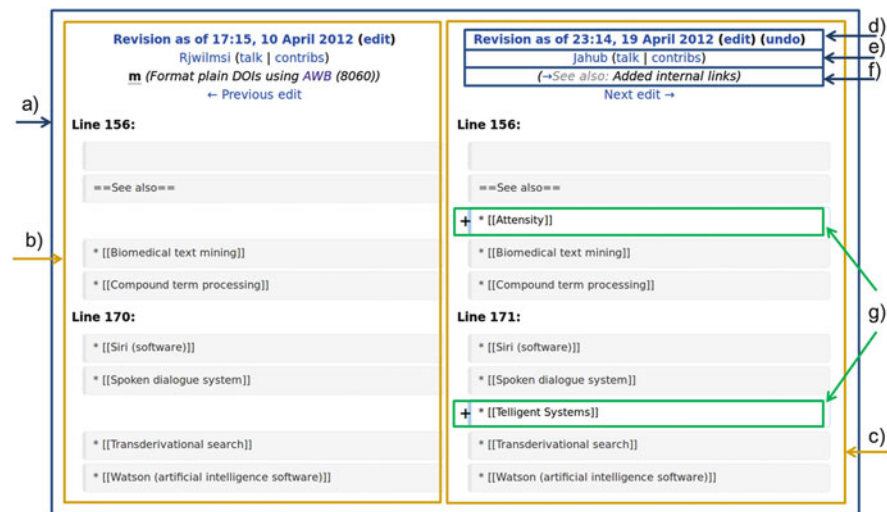 a)
b)
Revision as of 17:15, 10 April 2012 (edit)
Rjwilmsi (talk | contribs)
m (Format plain DOIs using AWB (8060))
← Previous edit
Line 156:
==See also==
* [[Biomedical text mining]]
* [[Compound term processing]]
Line 170:
* [[Siri (software)]]
* [[Spoken dialogue system]]
* [[Transderivational search]]
* [[Watson (artificial intelligence software)]]
Revision as of 23:14, 19 April 2012 (edit) (undo)
Jahub (talk | contribs)
(→See also: Added internal links)
Next edit →
Line 156:
==See also==
+ * [[Attensity]]
* [[Biomedical text mining]]
* [[Compound term processing]]
Line 171:
* [[Siri (software)]]
* [[Spoken dialogue system]]
+ * [[Telligent Systems]]
* [[Transderivational search]]
* [[Watson (artificial intelligence software)]]
d)
e)
f)
g)
c)